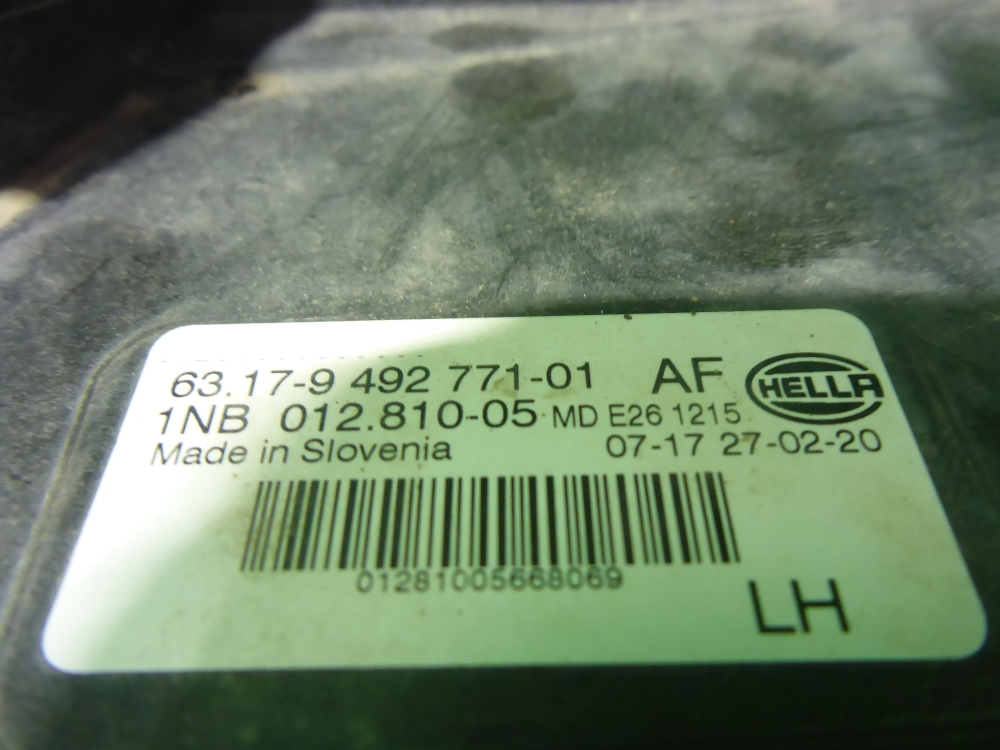 63.17-9 492 771-01 AF HELLA
1NB 012.810-05 MD E26 1215
Made in Slovenia 07-17 27-02-20
01281005668069
LH